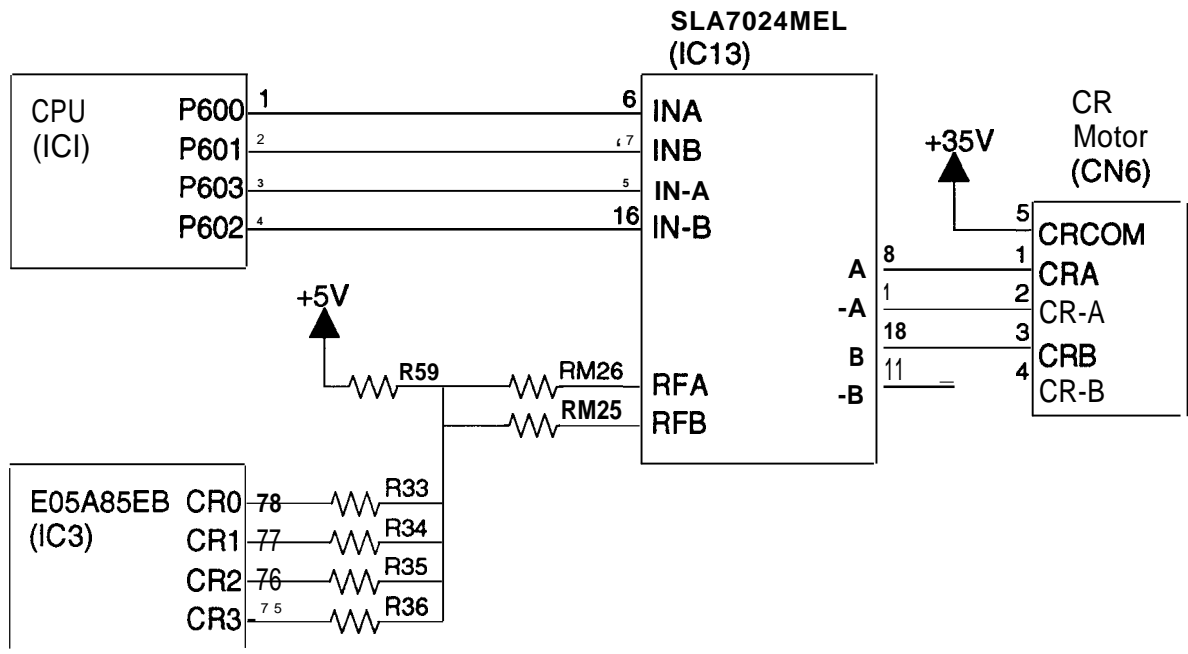 SLA7024MEL
(IC13)
CPU
(ICI)
P600
1
P601
2
P603
3
P602
4
6
INA
7
INB
5
IN-A
16
IN-B
CR
Motor
(CN6)
+35V
5
CRCOM
A
8
1
CRA
-A
1
2
CR-A
B
18
3
CRB
-B
11
4
CR-B
+5V
R59
RM26
RFA
RM25
RFB
E05A85EB
(IC3)
CR0
78
R33
CR1
77
R34
CR2
76
R35
CR3
75
R36